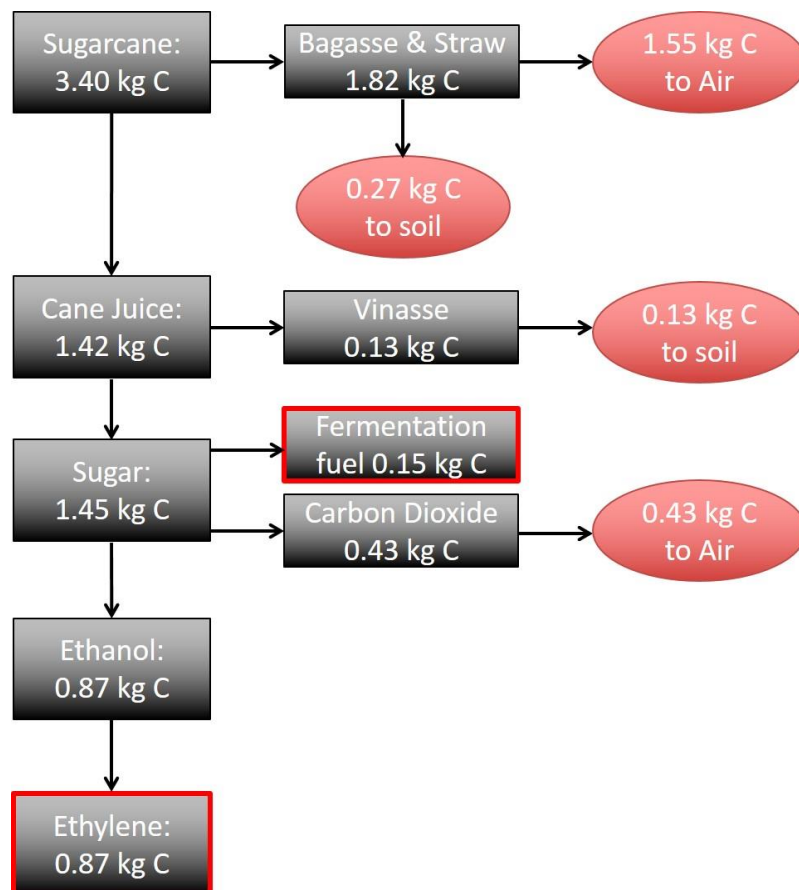 Sugarcane:
3.40 kg C
Bagasse & Straw
1.82 kg C
1.55 kg C
to Air
0.27 kg C
to soil
Cane Juice:
1.42 kg C
Vinasse
0.13 kg C
0.13 kg C
to soil
Sugar:
1.45 kg C
Fermentation
fuel 0.15 kg C
Carbon Dioxide
0.43 kg C
0.43 kg C
to Air
Ethanol:
0.87 kg C
Ethylene:
0.87 kg C